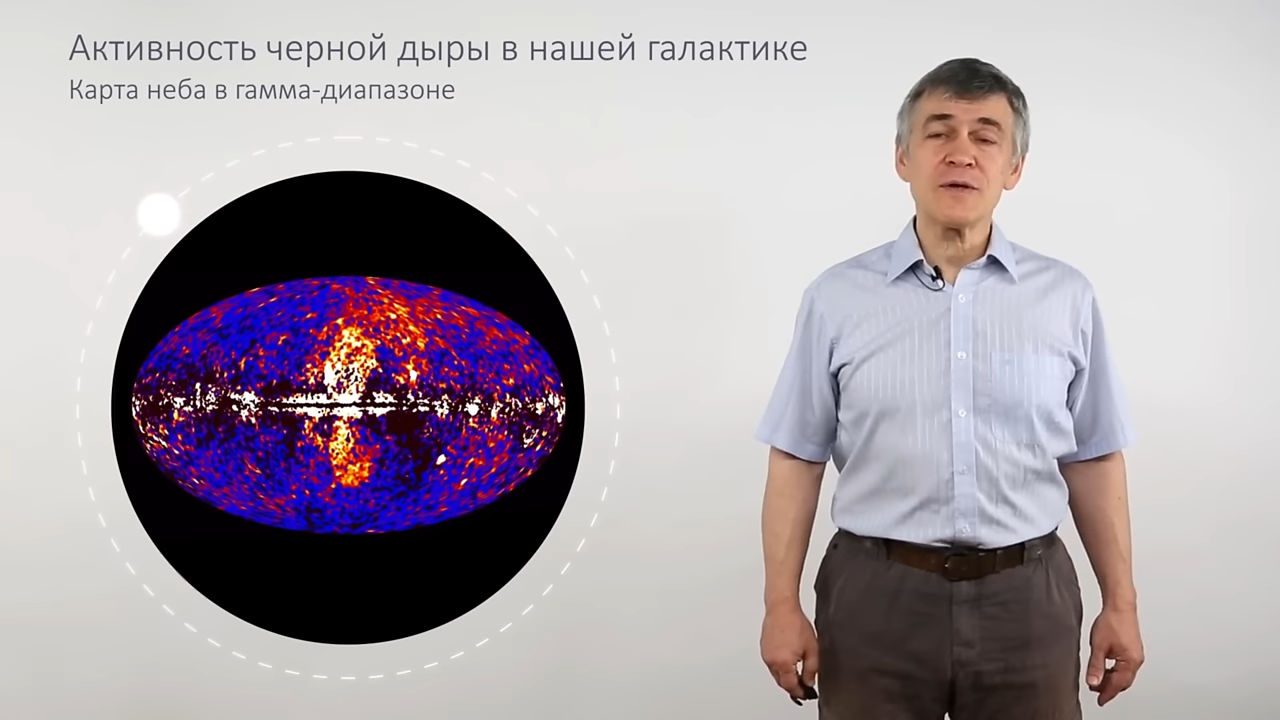 Активность черной дыры в нашей галактике
Карта неба в гамма-диапазоне